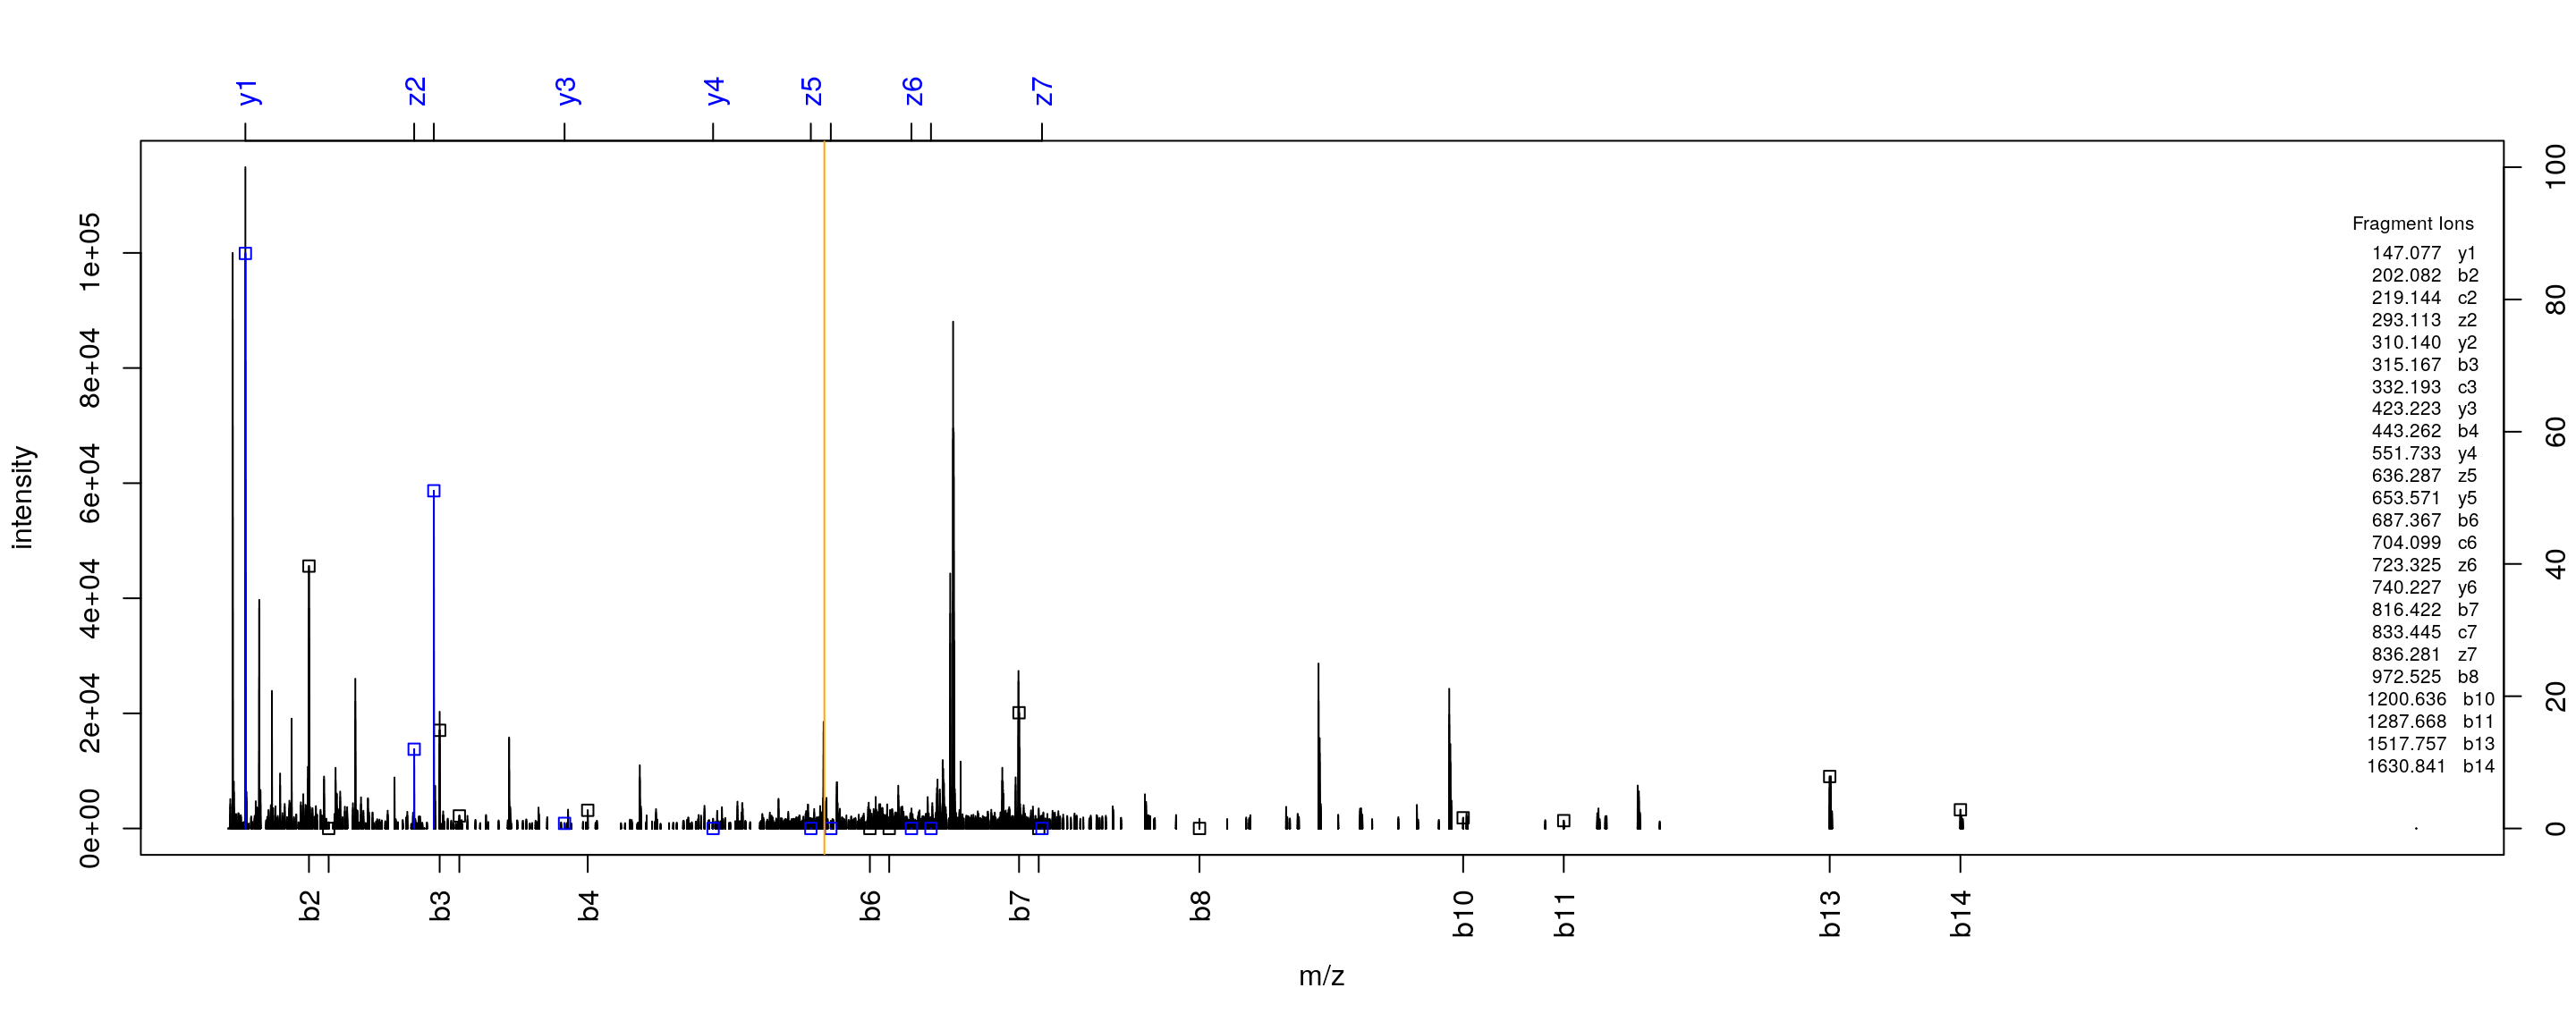 y1 z2 y3 y4 z5 z6 z7
intensity
0e+00 2e+04 4e+04 6e+04 8e+04 1e+05
0 20 40 60 80 100
Fragment Ions
147.077 y1
202.082 b2
219.144 c2
293.113 z2
310.140 y2
315.167 b3
332.193 c3
423.223 y3
443.262 b4
551.733 y4
636.287 z5
653.571 y5
687.367 b6
704.099 c6
723.325 z6
740.227 y6
816.422 b7
833.445 c7
836.281 z7
972.525 b8
1200.636 b10
1287.668 b11
1517.757 b13
1630.841 b14
b2 b3 b4 b6 b7 b8 b10 b11 b13 b14
m/z